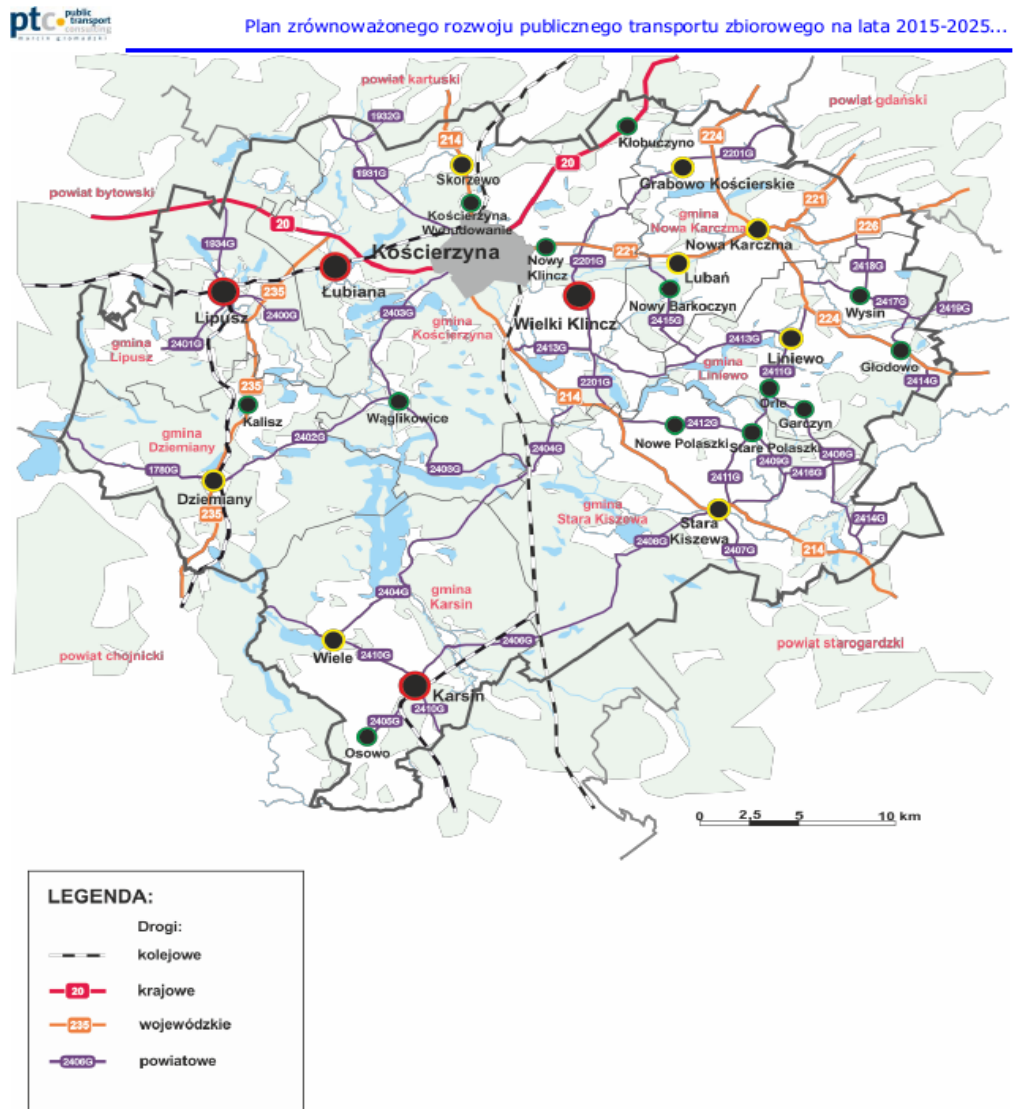 ptc. public transport consulting
marcin gromadzki
Plan zrównoważonego rozwoju publicznego transportu zbiorowego na lata 2015-2025...
powiat kartuski
powiat gdański
1932G
224
Kłobuczyno
2201G
214
20
1931G
Skorzewo
Grabowo Kościerskie
powiat bytowski
221
Kościerzyna
Wybudowanie
gmina
Nowa Karczma
226
20
1934G
Kościerzyna
Nowy
Klincz
221
Nowa Karczma
2201G
Lubań
2418G
Łubiana
235
Lipusz
2400G
2403G
Wielki Klincz
Nowy Barkoczyn
2415G
2417G
Wysin
2419G
224
gmina
Kościerzyna
gmina
Lipusz
2401G
2413G
2413G
Liniewo
gmina
Liniewo
2411G
Głodowo
2414G
235
2201G
214
Kalisz
Wąglikowice
Orle
Garczyn
gmina
Dziemiany
2402G
2412G
Nowe Polaszki
Stare Polaszki
2404G
2403G
2409G
2416G
2411G
1780G
Dziemiany
235
gmina
Stara Kiszewa
Stara
Kiszewa
2414G
2407G
214
2404G
gmina
Karsin
Wiele
2410G
2406G
powiat chojnicki
powiat starogardzki
Karsin
2410G
2405G
Osowo
0 2,5 5 10 km
LEGENDA:
Drogi:
kolejowe
20 krajowe
235 wojewódzkie
2406G powiatowe